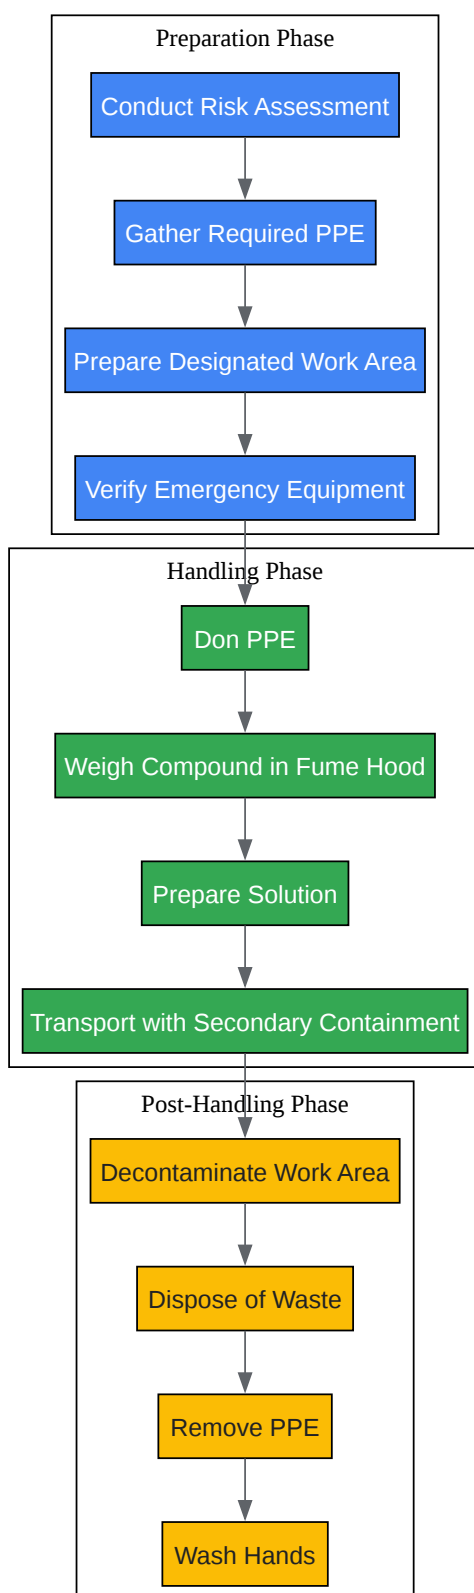 Preparation Phase
Conduct Risk Assessment
Gather Required PPE
Prepare Designated Work Area
Verify Emergency Equipment
Handling Phase
Don PPE
Weigh Compound in Fume Hood
Prepare Solution
Transport with Secondary Containment
Post-Handling Phase
Decontaminate Work Area
Dispose of Waste
Remove PPE
Wash Hands